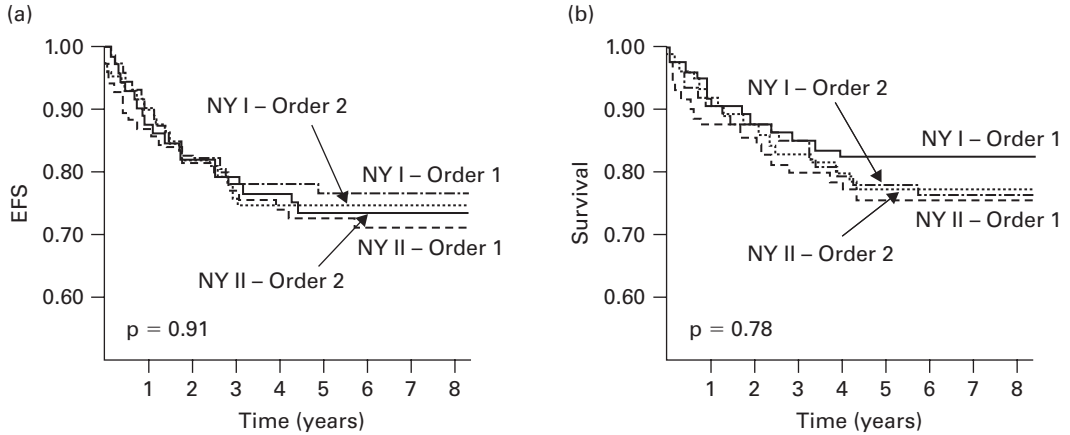 (a)
1.00
0.90
0.80
0.70
0.60
EFS
NY I – Order 2
NY I – Order 1
NY II – Order 1
NY II – Order 2
p = 0.91
1 2 3 4 5 6 7 8
Time (years)
(b)
1.00
0.90
0.80
0.70
0.60
Survival
NY I – Order 2
NY I – Order 1
NY II – Order 1
NY II – Order 2
p = 0.78
1 2 3 4 5 6 7 8
Time (years)